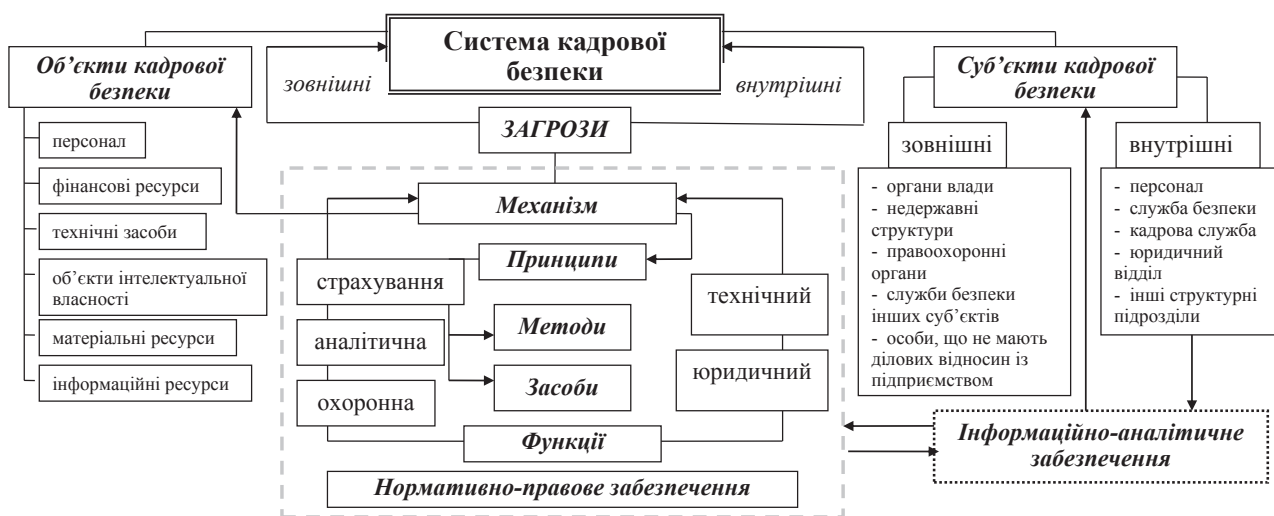 Система кадрової
безпеки
Об’єкти кадрової
безпеки
зовнішні
внутрішні
Суб’єкти кадрової
безпеки
ЗАГРОЗИ
персонал
фінансові ресурси
технічні засоби
об’єкти інтелектуальної
власності
матеріальні ресурси
інформаційні ресурси
Механізм
Принципи
Методи
Засоби
Функції
страхування
аналітична
охоронна
технічний
юридичний
Нормативно-правове забезпечення
зовнішні
- органи влади
- недержавні
структури
- правоохоронні
органи
- служби безпеки
інших суб’єктів
- особи, що не мають
ділових відносин із
підприємством
внутрішні
- персонал
- служба безпеки
- кадрова служба
- юридичний
відділ
- інші структурні
підрозділи
Інформаційно-аналітичне
забезпечення